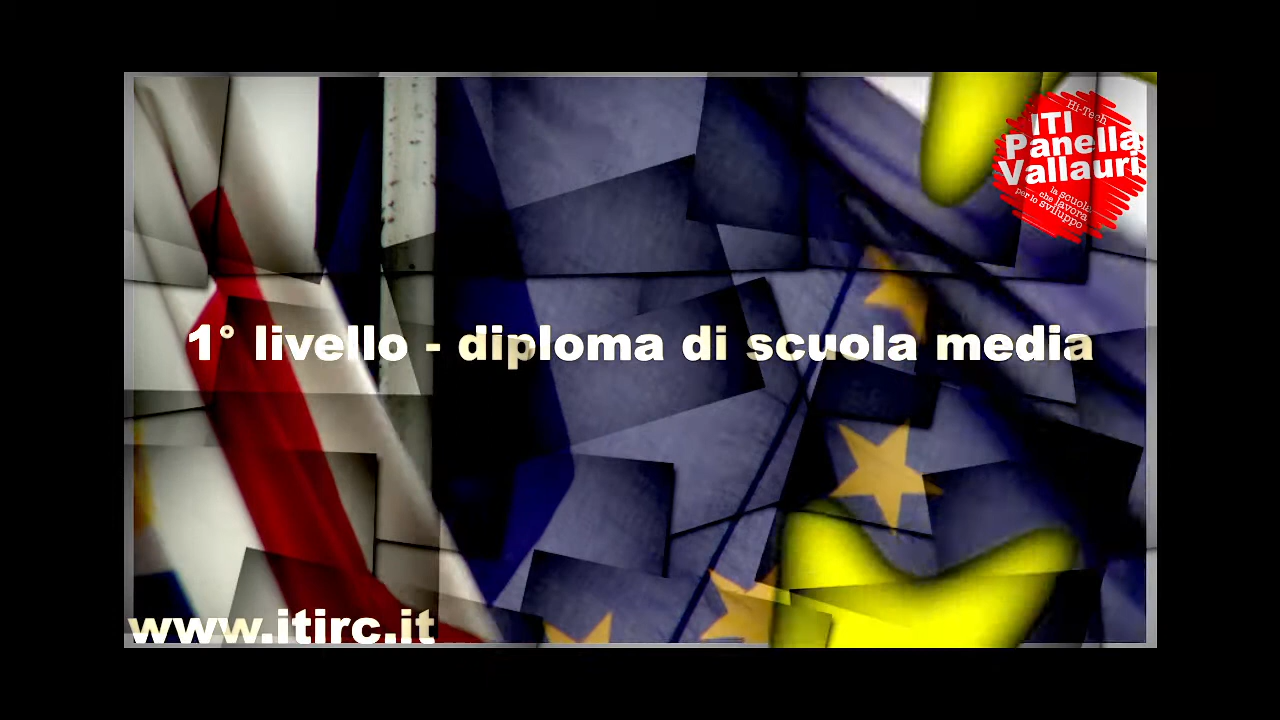 Hi-Tech
ITI
Panella
Vallauri
la scuola
che lavora
per lo sviluppo
1° livello - diploma di scuola media
www.itirc.it